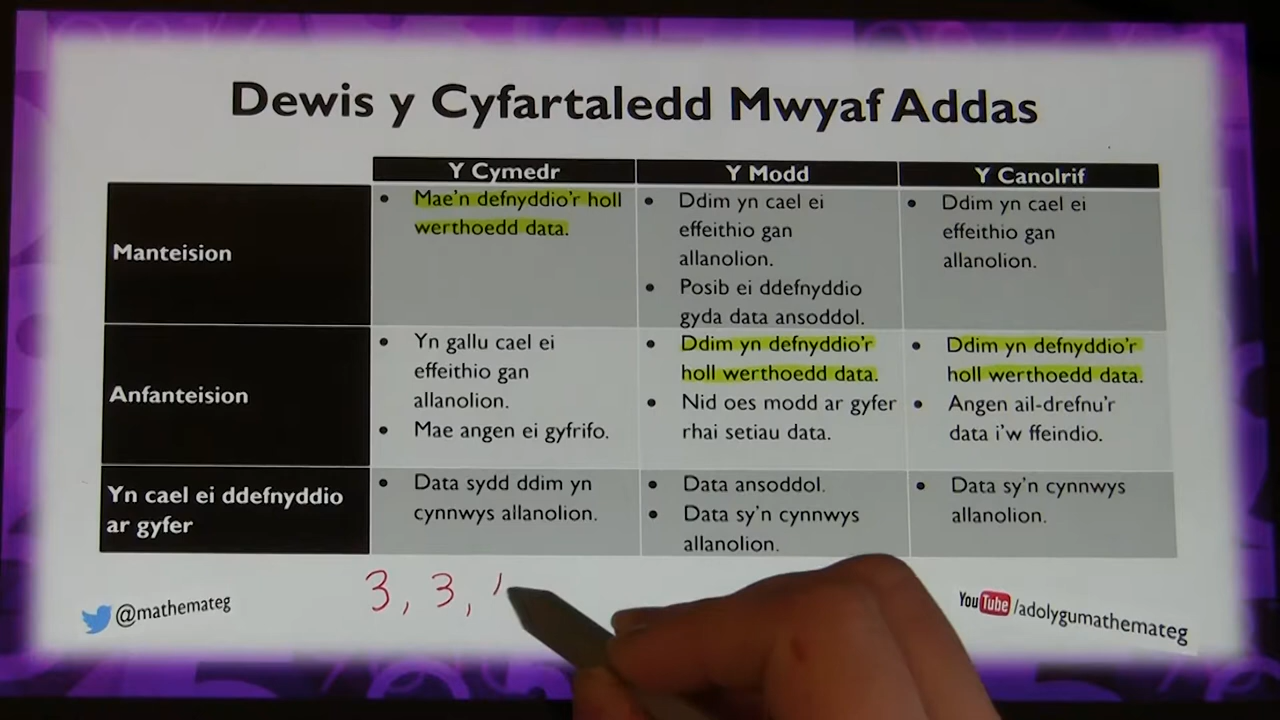 Dewis y Cyfartaledd Mwyaf Addas
Y Cymedr
Y Modd
Y Canolrif
Manteision
• Mae'n defnyddio'r holl
werthoedd data.
• Ddim yn cael ei
effeithio gan
allanolion.
• Posib ei ddefnyddio
gyda data ansoddol.
• Ddim yn cael ei
effeithio gan
allanolion.
Anfanteision
• Yn gallu cael ei
effeithio gan
allanolion.
• Mae angen ei gyfrifo.
• Ddim yn defnyddio'r
holl werthoedd data.
• Nid oes modd ar gyfer
rhai setiau data.
• Ddim yn defnyddio'r
holl werthoedd data.
• Angen ail-drefnu'r
data i'w ffeindio.
Yn cael ei ddefnyddio
ar gyfer
• Data sydd ddim yn
cynnwys allanolion.
• Data ansoddol.
• Data sy'n cynnwys
allanolion.
• Data sy'n cynnwys
allanolion.
@mathemateg
3, 3,
YouTube/adolygumathemateg